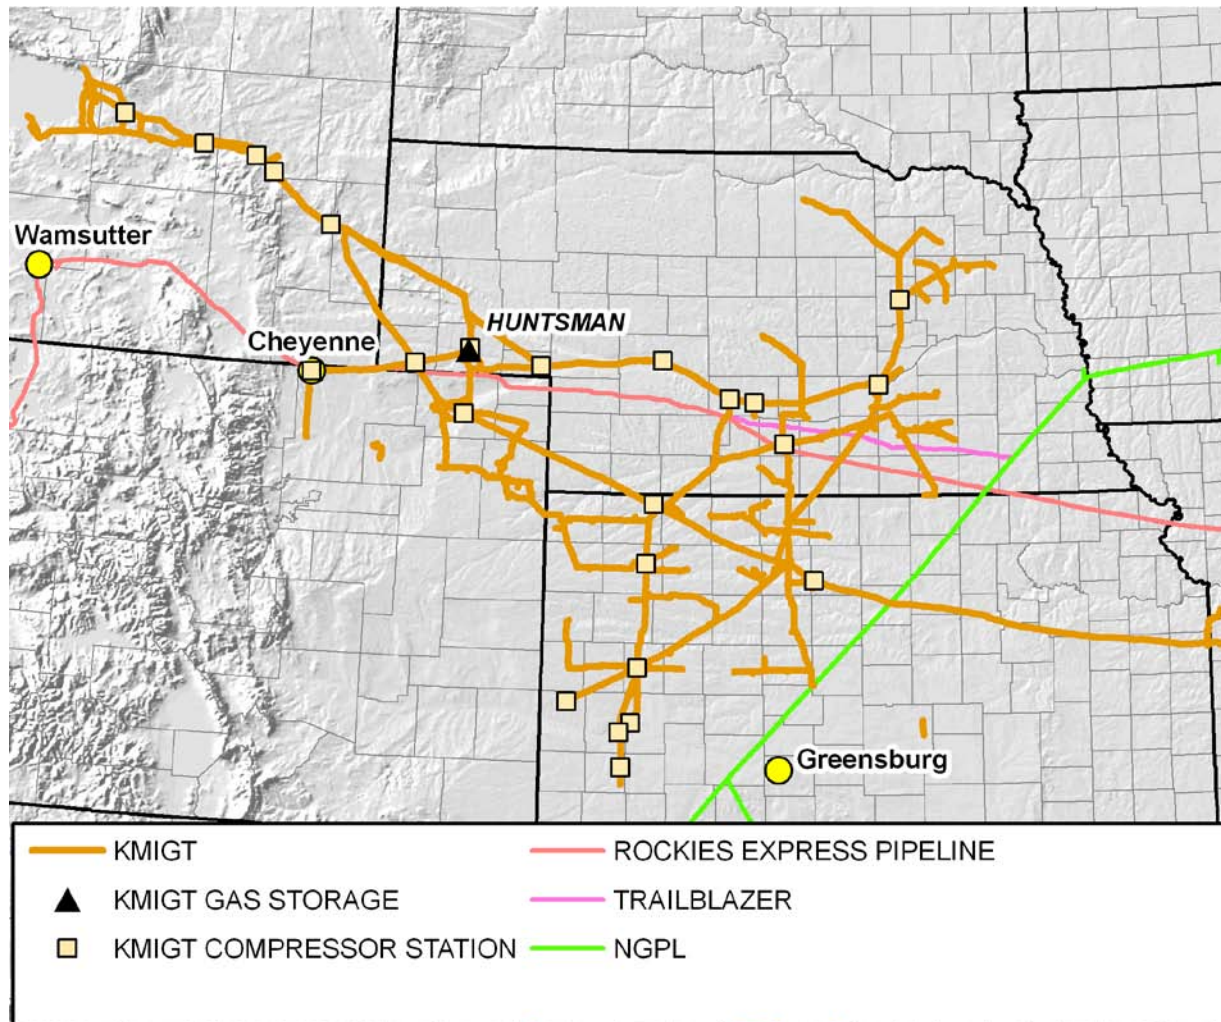 Wamsutter
Cheyenne
HUNTSMAN
Greensburg
KMIGT
ROCKIES EXPRESS PIPELINE
KMIGT GAS STORAGE
TRAILBLAZER
KMIGT COMPRESSOR STATION
NGPL